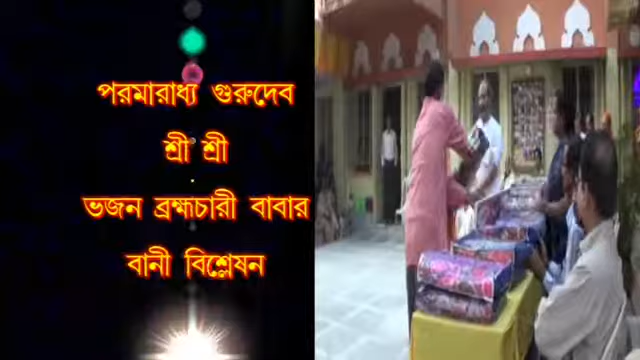 পরমারাধ্য গুরুদেব
শ্রী শ্রী
ভজন ব্রহ্মচারী বাবার
বানী বিশ্লেষন